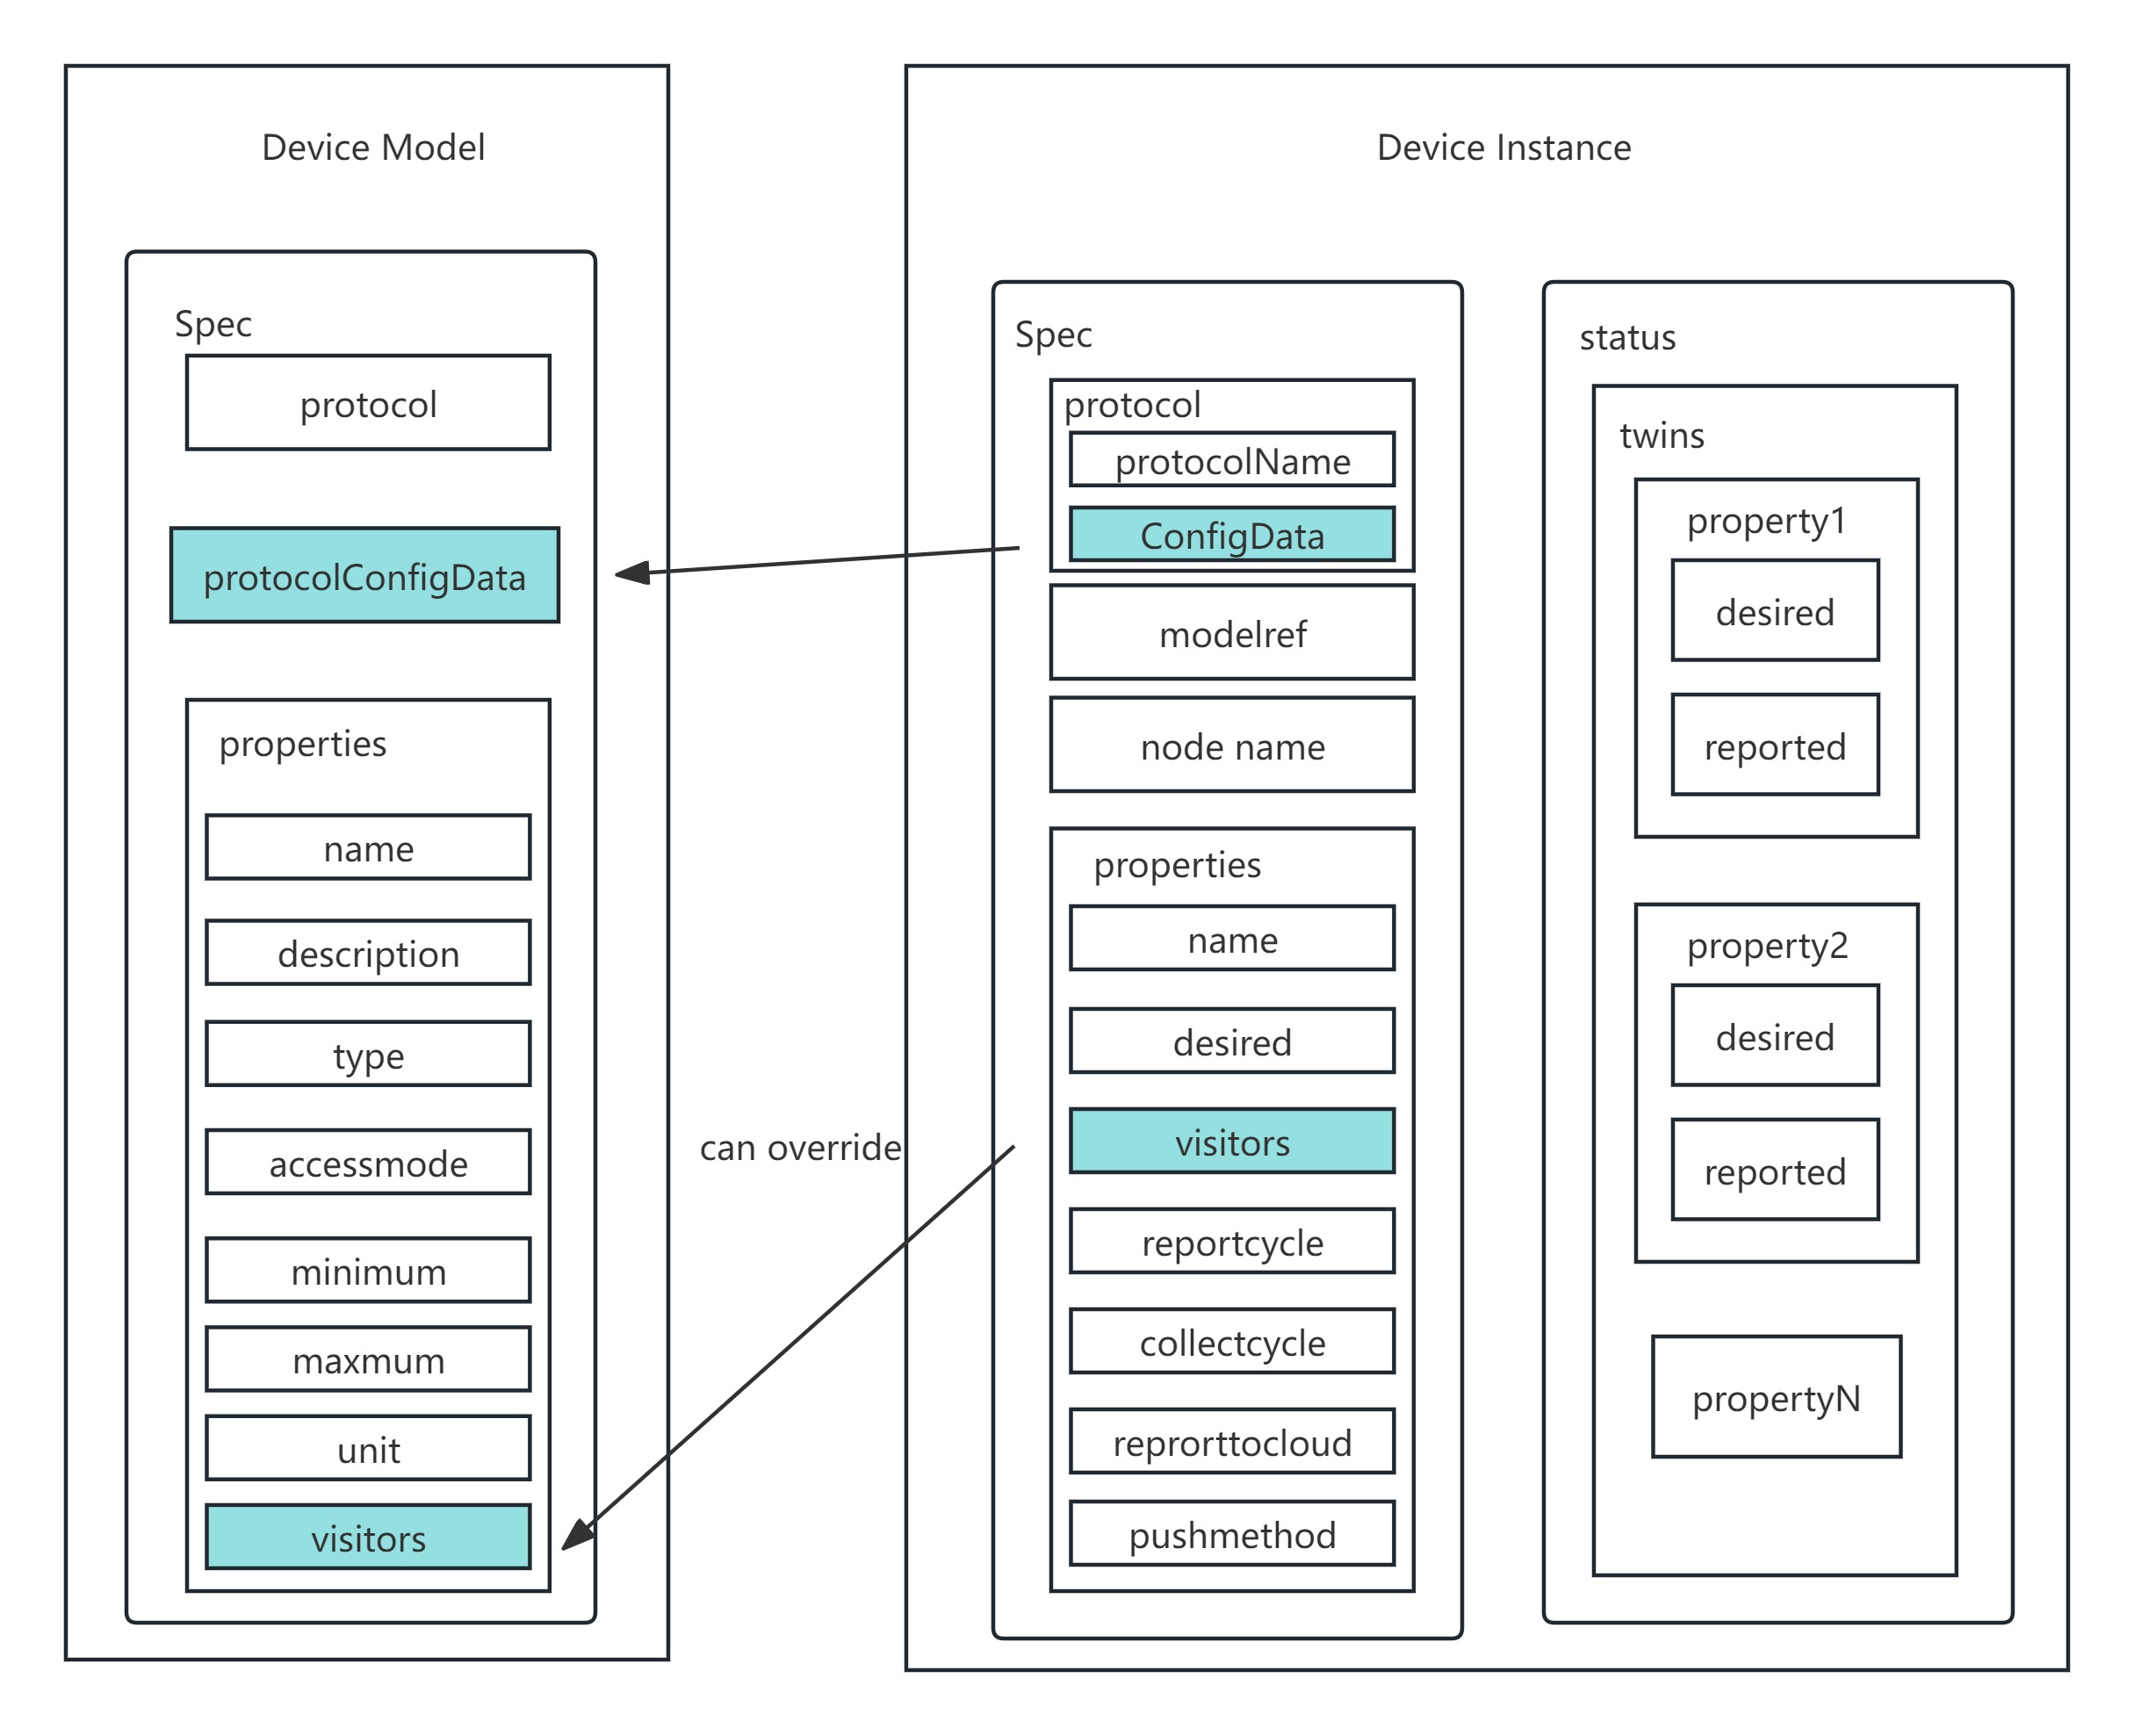 Device Model
Spec
protocol
protocolConfigData
properties
name
description
type
accessmode
minimum
maxmum
unit
visitors
can override
Device Instance
Spec
protocol
protocolName
ConfigData
modelref
node name
properties
name
desired
visitors
reportcycle
collectcycle
reprorttocloud
pushmethod
status
twins
property1
desired
reported
property2
desired
reported
propertyN